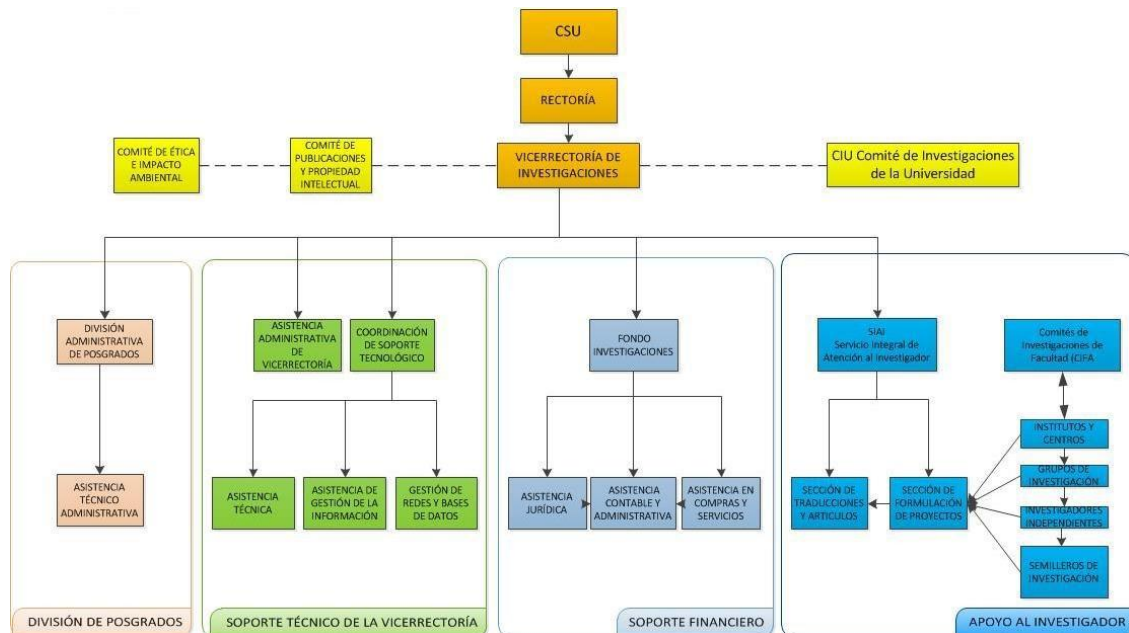 CSU
RECTORÍA
COMITÉ DE ÉTICA
E IMPACTO
AMBIENTAL
COMITÉ DE
PUBLICACIONES
Y PROPIEDAD
INTELECTUAL
VICERRECTORÍA DE
INVESTIGACIONES
CIU Comité de Investigaciones
de la Universidad
DIVISIÓN
ADMINISTRATIVA
DE POSGRADOS
ASISTENCIA
TÉCNICO
ADMINISTRATIVA
DIVISIÓN DE POSGRADOS
ASISTENCIA
ADMINISTRATIVA
DE
VICERRECTORÍA
COORDINACIÓN
DE SOPORTE
TECNOLÓGICO
ASISTENCIA
TÉCNICA
ASISTENCIA DE
GESTIÓN DE LA
INFORMACIÓN
GESTIÓN DE
REDES Y BASES
DE DATOS
SOPORTE TÉCNICO DE LA VICERRECTORÍA
FONDO
INVESTIGACIONES
ASISTENCIA
JURÍDICA
ASISTENCIA
CONTABLE Y
ADMINISTRATIVA
ASISTENCIA EN
COMPRAS Y
SERVICIOS
SOPORTE FINANCIERO
SIAI
Servicio Integral de
Atención al Investigador
Comités de
Investigaciones de
Facultad (CIFA
INSTITUTOS Y
CENTROS
GRUPOS DE
INVESTIGACIÓN
INVESTIGADORES
INDEPENDIENTES
SEMILLEROS DE
INVESTIGACIÓN
SECCIÓN DE
TRADUCCIONES
Y ARTICULOS
SECCIÓN DE
FORMULACIÓN
DE PROYECTOS
APOYO AL INVESTIGADOR